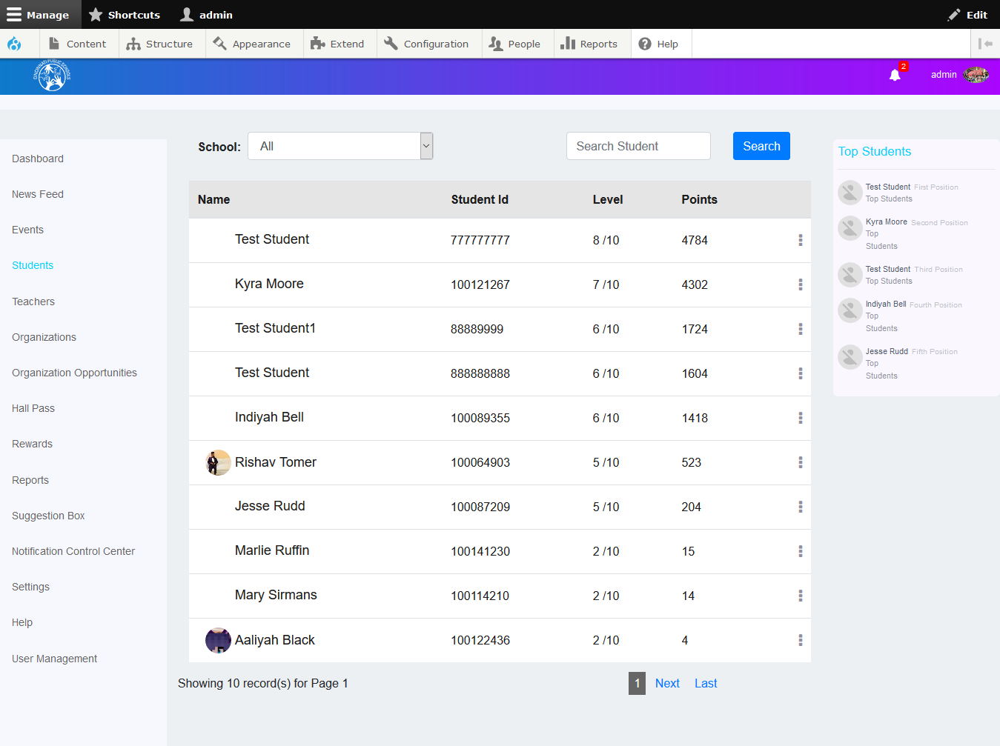 Manage Shortcuts admin Edit
Content Structure Appearance Extend Configuration People Reports Help
CINCINNATI PUBLIC SCHOOLS
2
admin
Dashboard
News Feed
Events
Students
Teachers
Organizations
Organization Opportunities
Hall Pass
Rewards
Reports
Suggestion Box
Notification Control Center
Settings
Help
User Management
School: All Search Student Search
Name Student Id Level Points
Test Student 777777777 8 /10 4784
Kyra Moore 100121267 7 /10 4302
Test Student1 88889999 6 /10 1724
Test Student 888888888 6 /10 1604
Indiyah Bell 100089355 6 /10 1418
Rishav Tomer 100064903 5 /10 523
Jesse Rudd 100087209 5 /10 204
Marlie Ruffin 100141230 2 /10 15
Mary Sirmans 100114210 2 /10 14
Aaliyah Black 100122436 2 /10 4
Showing 10 record(s) for Page 1 1 Next Last
Top Students
Test Student First Position
Top Students
Kyra Moore Second Position
Top
Students
Test Student Third Position
Top Students
Indiyah Bell Fourth Position
Top
Students
Jesse Rudd Fifth Position
Top
Students